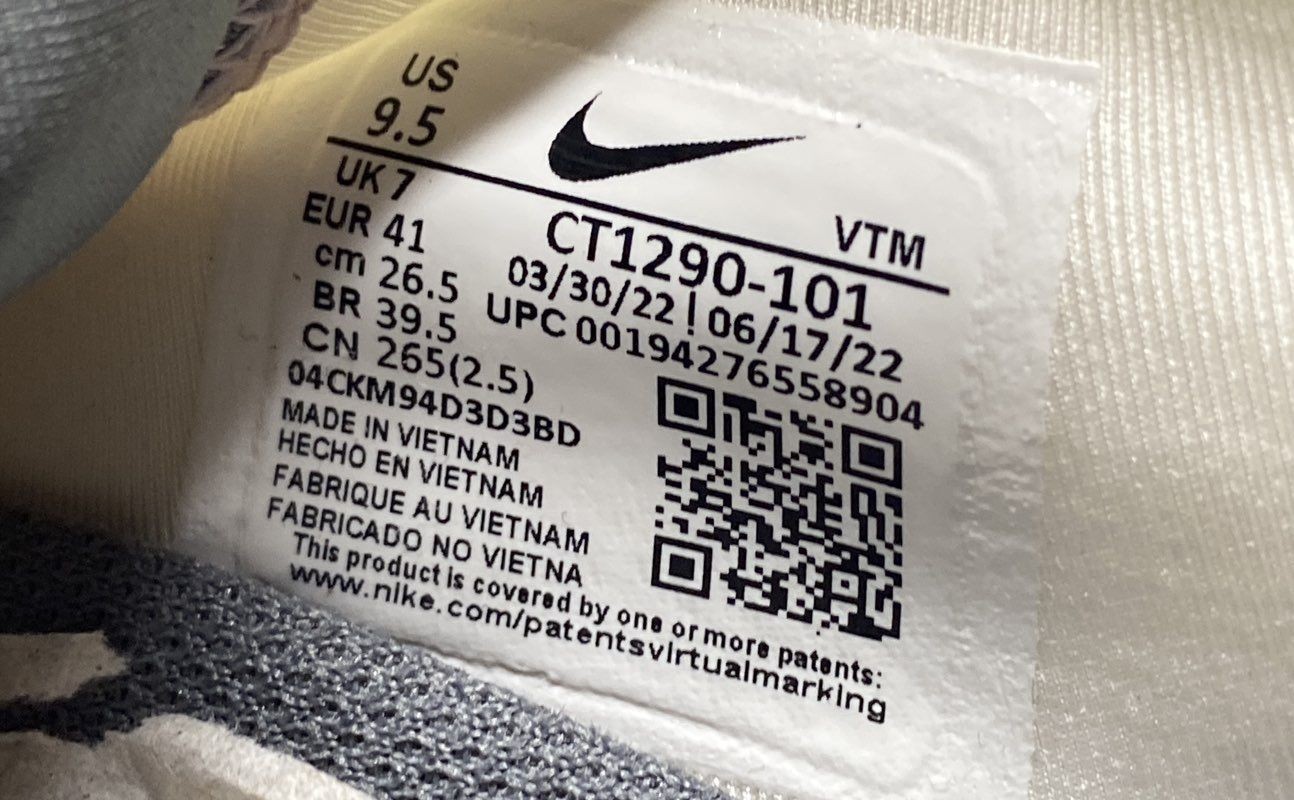 US
9.5
UK 7
EUR 41
cm 26.5
BR 39.5
CN 265(2.5)
04CKM94D3D3BD
MADE IN VIETNAM
HECHO EN VIETNAM
FABRIQUE AU VIETNAM
FABRICADO NO VIETNA
VTM
CT1290-101
03/30/22 | 06/17/22
UPC 00194276558904
This product is covered by one or more patents:
www.nike.com/patentsvirtualmarking